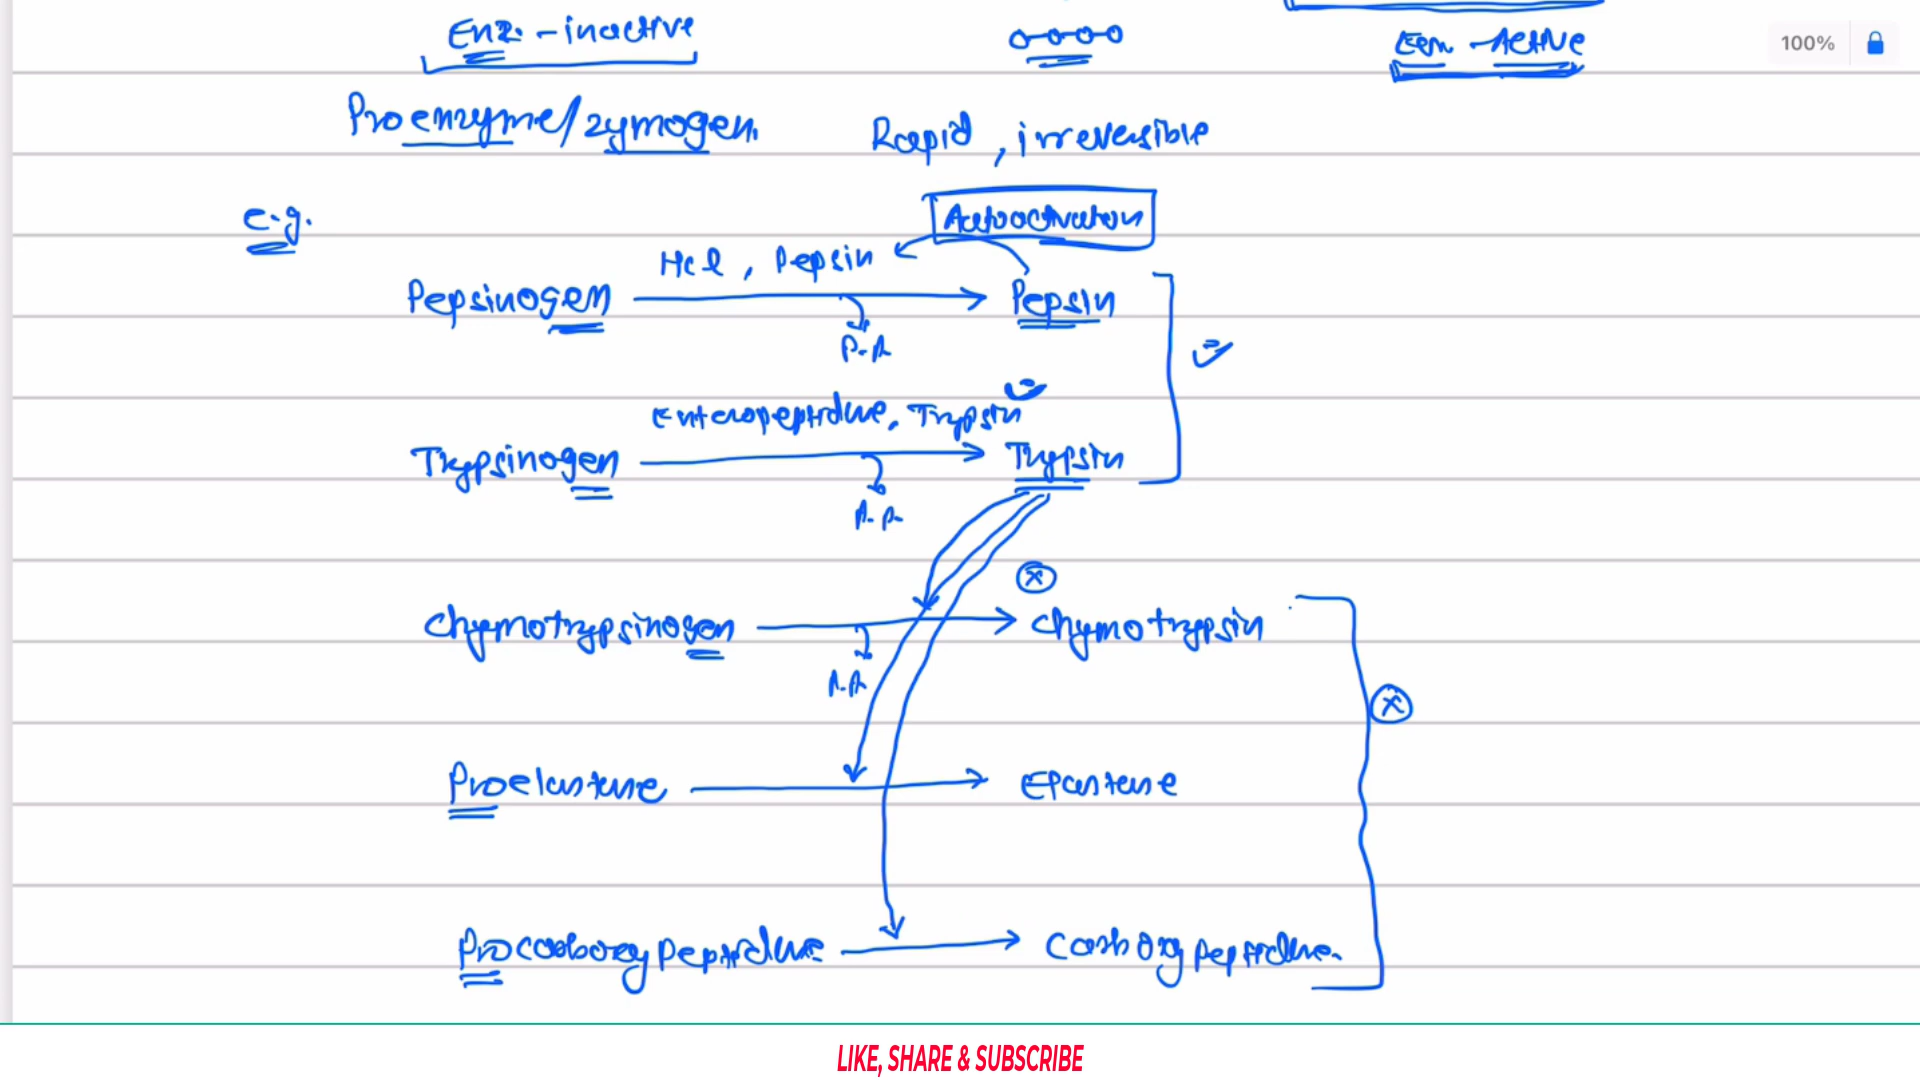 Enz. - inactive
Enz - Active
100%
Proenzyme/zymogen.
Rapid, irreversible
e.g.
Autoactivation
HCl, Pepsin
Pepsinogen → Pepsin
Enteropeptidase, Trypsin
Trypsinogen → Trypsin
Chymotrypsinogen → Chymotrypsin
Proelastase → Elastase
Procarboxypeptidase → Carboxypeptidase.
LIKE, SHARE & SUBSCRIBE